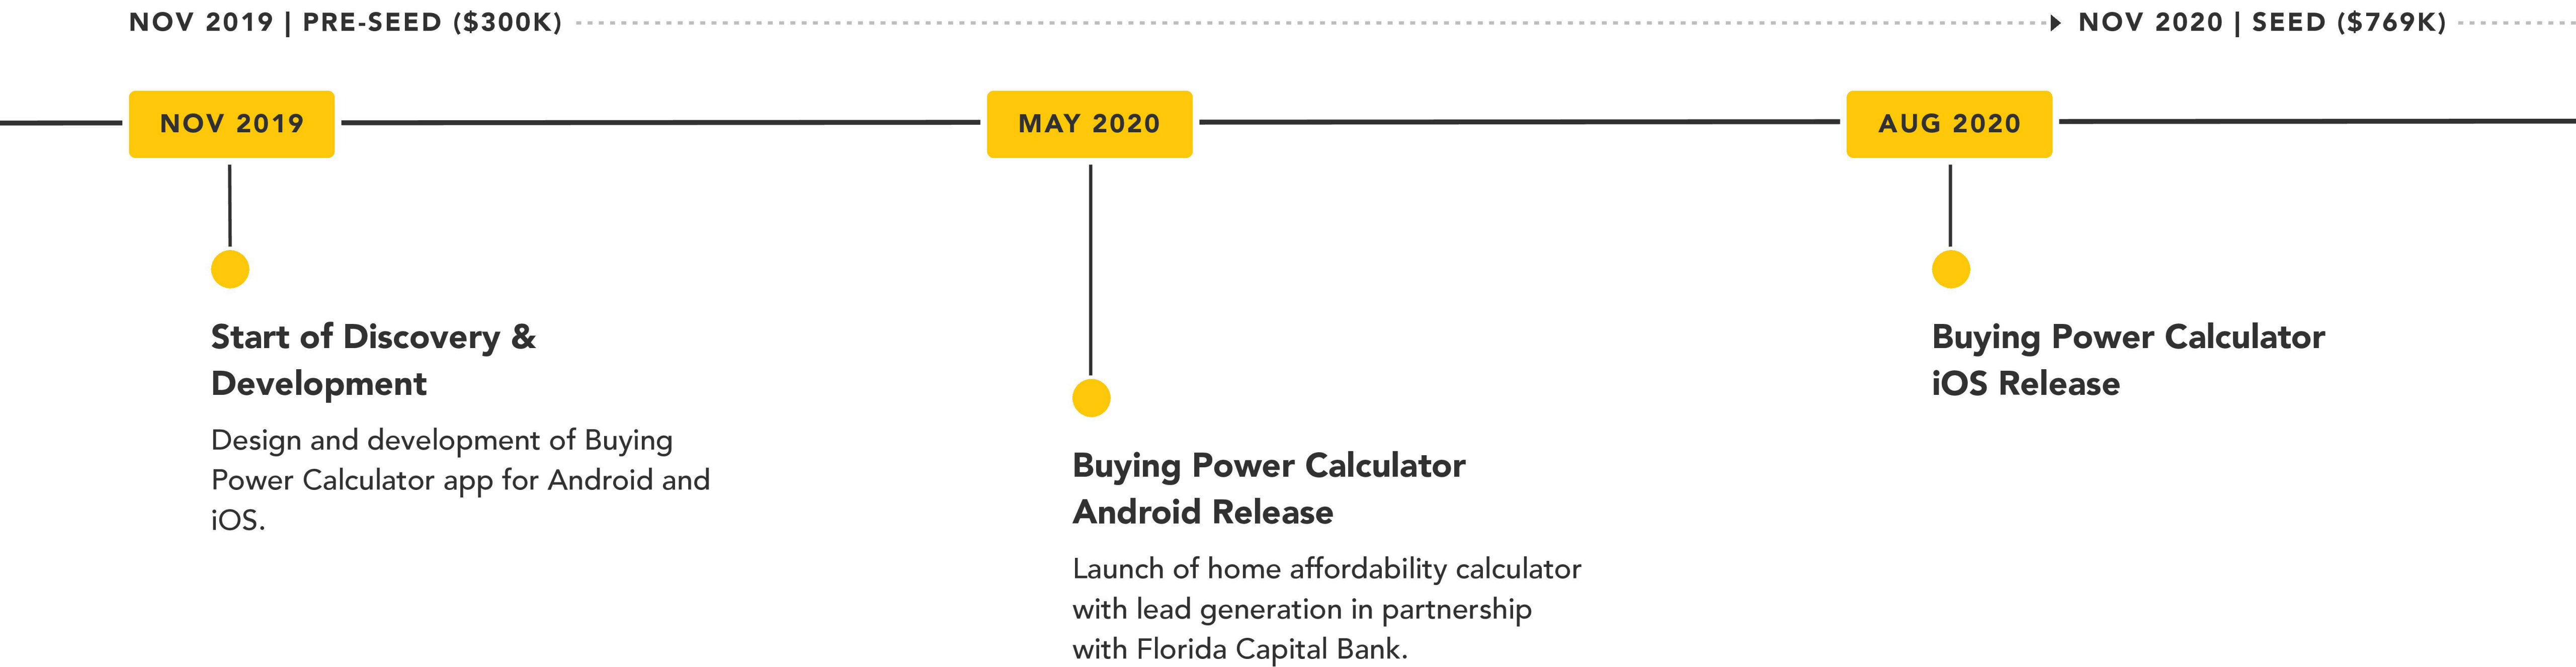 NOV 2019 | PRE-SEED ($300K)
NOV 2020 | SEED ($769K)
NOV 2019
MAY 2020
AUG 2020
Start of Discovery &
Development
Design and development of Buying
Power Calculator app for Android and
iOS.
Buying Power Calculator
Android Release
Launch of home affordability calculator
with lead generation in partnership
with Florida Capital Bank.
Buying Power Calculator
iOS Release